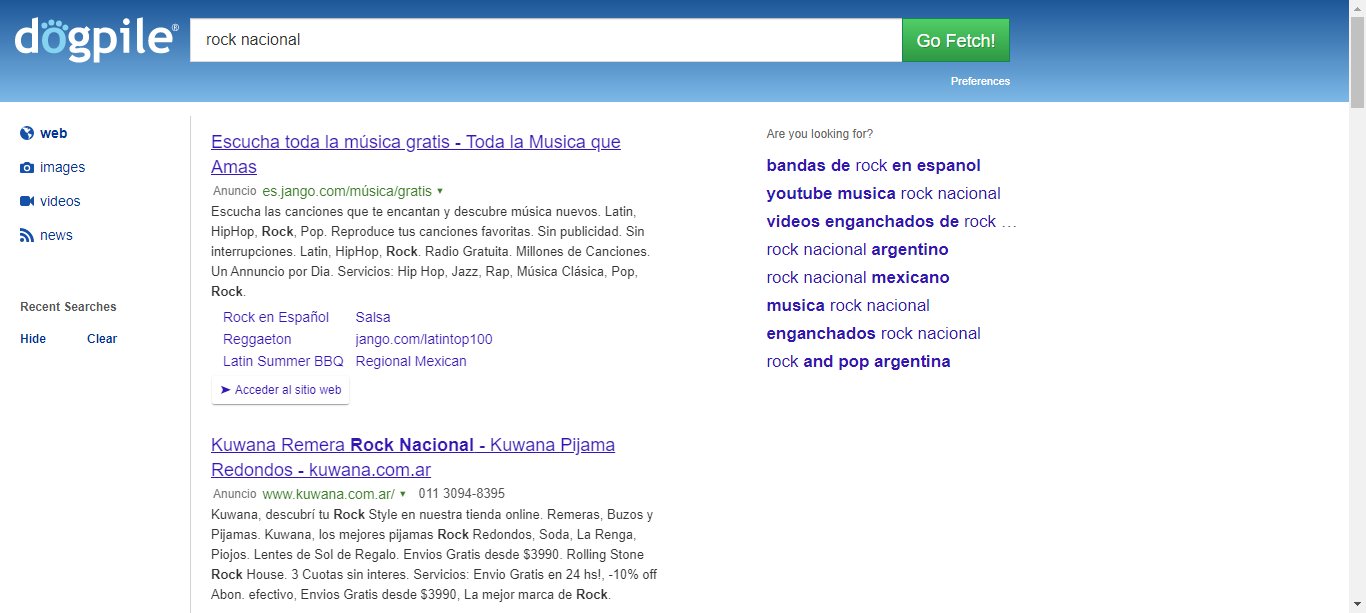 dogpile®
rock nacional
Go Fetch!
Preferences
web
images
videos
news
Recent Searches
Hide Clear
Escucha toda la música gratis - Toda la Musica que
Amas
Anuncio es.jango.com/música/gratis
Escucha las canciones que te encantan y descubre música nuevos. Latin,
HipHop, Rock, Pop. Reproduce tus canciones favoritas. Sin publicidad. Sin
interrupciones. Latin, HipHop, Rock. Radio Gratuita. Millones de Canciones.
Un Annuncio por Dia. Servicios: Hip Hop, Jazz, Rap, Música Clásica, Pop,
Rock.
Rock en Español Salsa
Reggaeton jango.com/latintop100
Latin Summer BBQ Regional Mexican
➤ Acceder al sitio web
Kuwana Remera Rock Nacional - Kuwana Pijama
Redondos - kuwana.com.ar
Anuncio www.kuwana.com.ar/ 011 3094-8395
Kuwana, descubrí tu Rock Style en nuestra tienda online. Remeras, Buzos y
Pijamas. Kuwana, los mejores pijamas Rock Redondos, Soda, La Renga,
Piojos. Lentes de Sol de Regalo. Envios Gratis desde $3990. Rolling Stone
Rock House. 3 Cuotas sin interes. Servicios: Envio Gratis en 24 hs!, -10% off
Abon. efectivo, Envios Gratis desde $3990, La mejor marca de Rock.
Are you looking for?
bandas de rock en espanol
youtube musica rock nacional
videos enganchados de rock ...
rock nacional argentino
rock nacional mexicano
musica rock nacional
enganchados rock nacional
rock and pop argentina